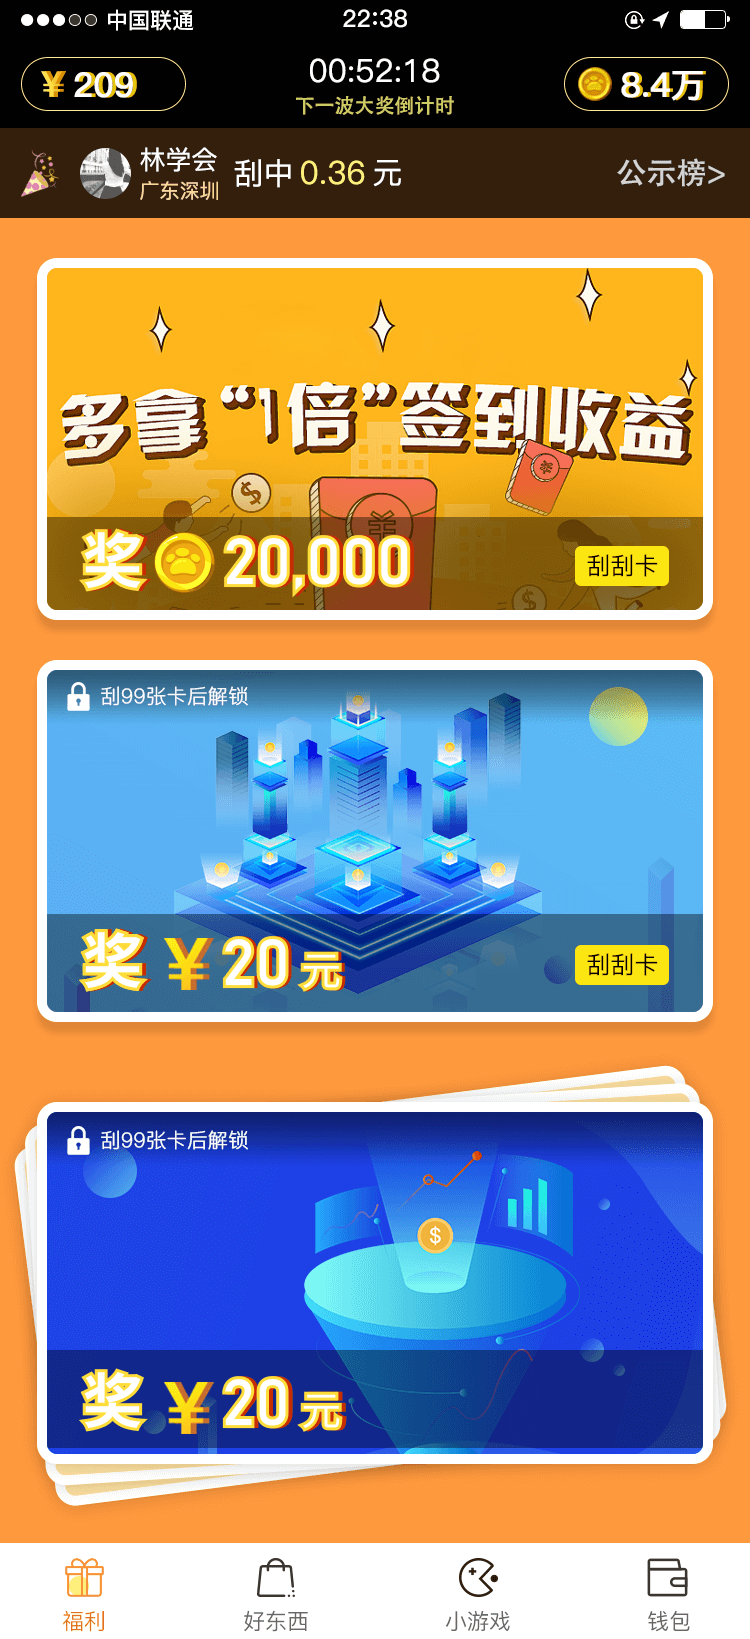 中国联通
22:38
¥ 209
00:52:18
下一波大奖倒计时
8.4万
林学会
广东深圳
刮中 0.36 元
公示榜>
多拿“1倍”签到收益
奖 20,000
刮刮卡
刮99张卡后解锁
奖 ¥20元
刮刮卡
刮99张卡后解锁
奖 ¥20元
福利
好东西
小游戏
钱包